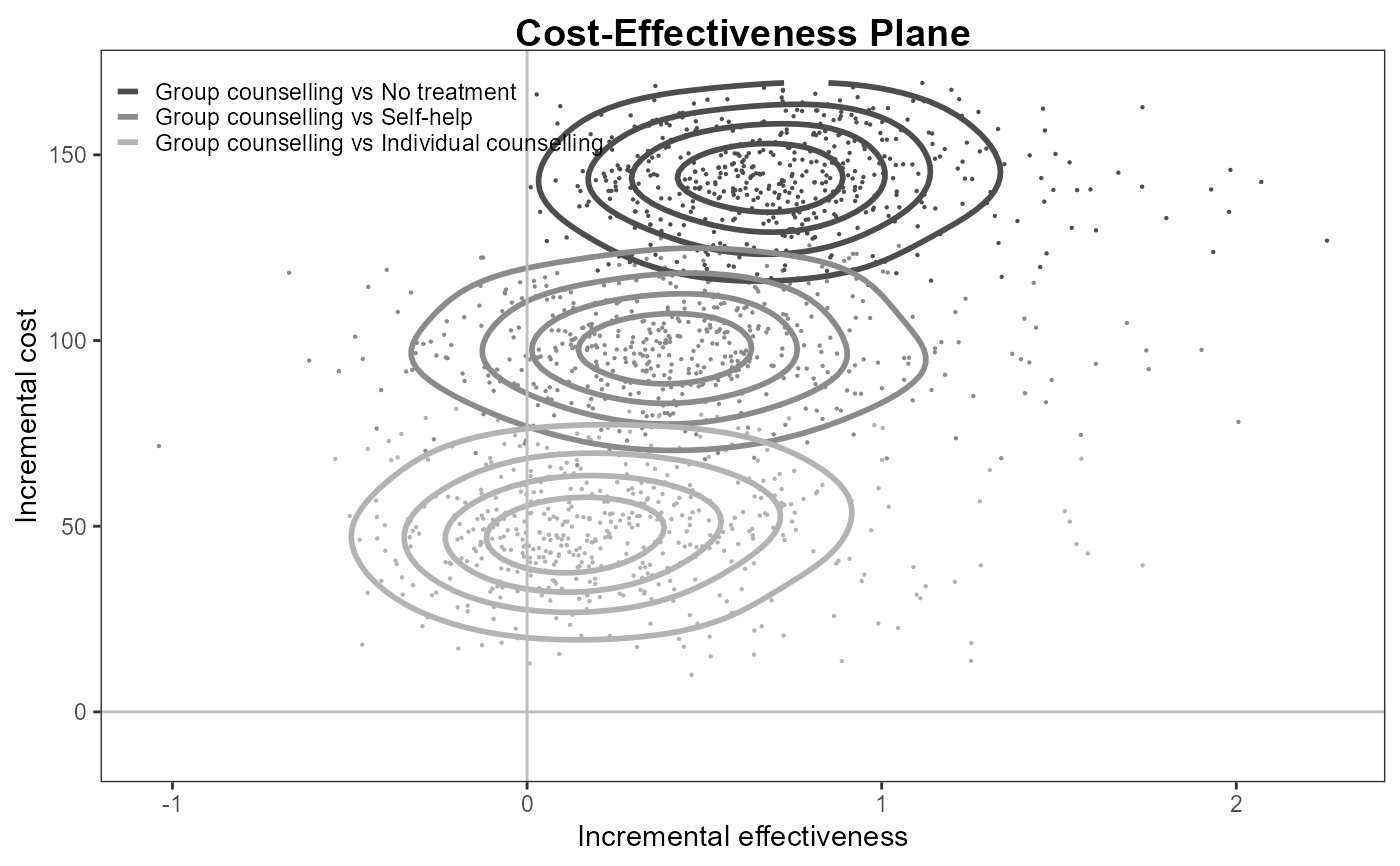 Cost-Effectiveness Plane
Group counselling vs No treatment
Group counselling vs Self-help
Group counselling vs Individual counselling
150
100
50
0
Incremental cost
-1
0
1
2
Incremental effectiveness